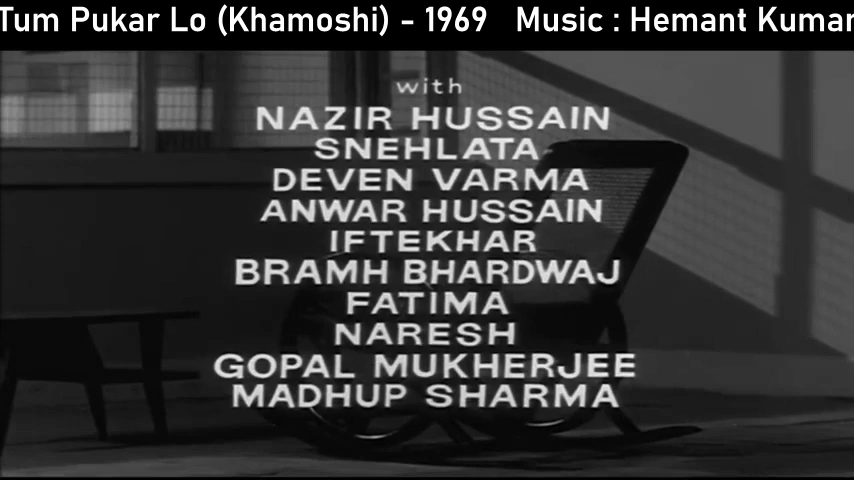 Tum Pukar Lo (Khamoshi) - 1969 Music : Hemant Kumar
with
NAZIR HUSSAIN
SNEHLATA
DEVEN VARMA
ANWAR HUSSAIN
IFTEKHAR
BRAMH BHARDWAJ
FATIMA
NARESH
GOPAL MUKHERJEE
MADHUP SHARMA